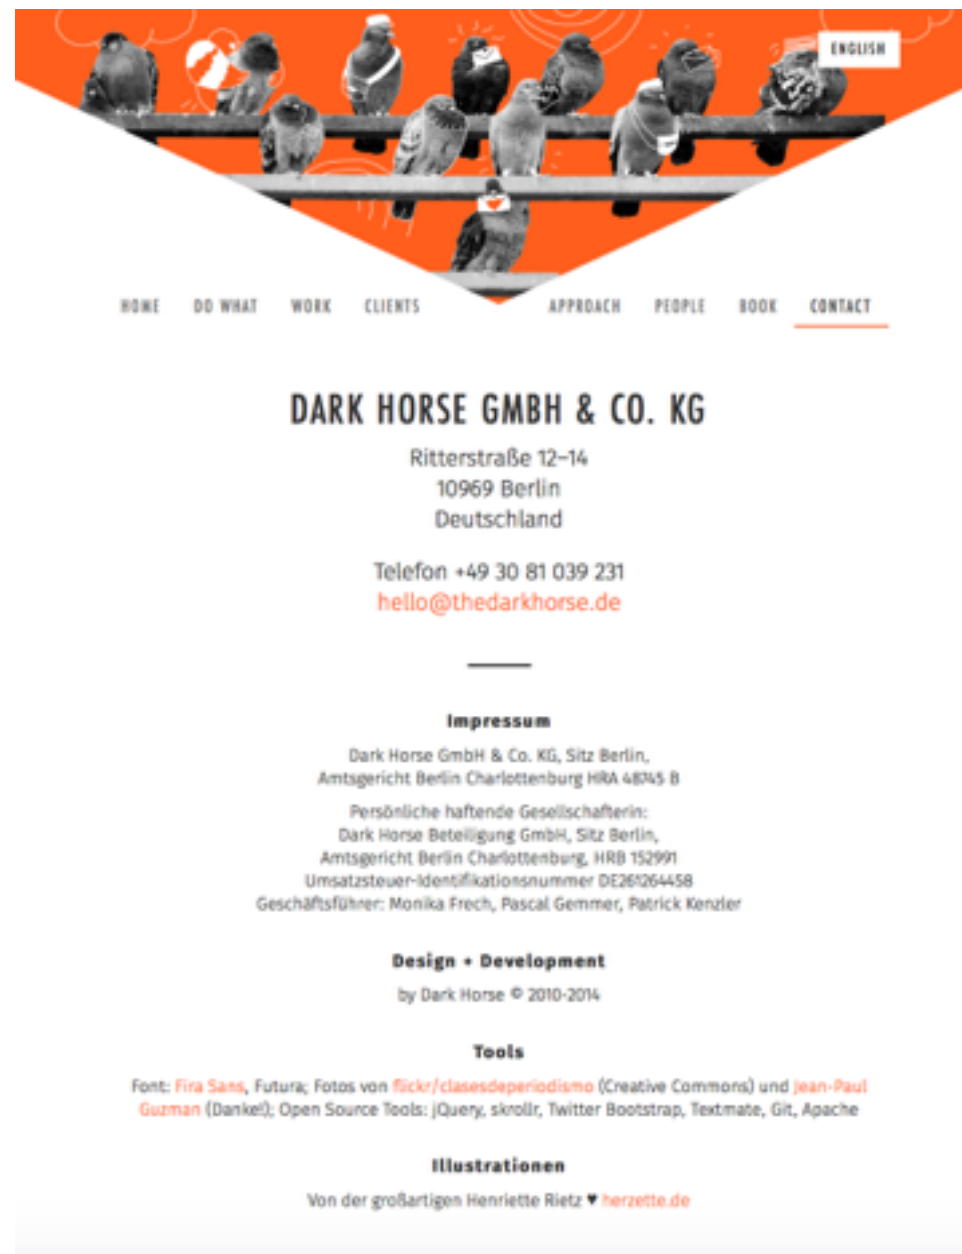 ENGLISH
HOME DO WHAT WORK CLIENTS APPROACH PEOPLE BOOK CONTACT
DARK HORSE GMBH & CO. KG
Ritterstraße 12–14
10969 Berlin
Deutschland
Telefon +49 30 81 039 231
hello@thedarkhorse.de
Impressum
Dark Horse GmbH & Co. KG, Sitz Berlin,
Amtsgericht Berlin Charlottenburg HRA 48745 B
Persönliche haftende Gesellschafterin:
Dark Horse Beteiligung GmbH, Sitz Berlin,
Amtsgericht Berlin Charlottenburg, HRB 152991
Umsatzsteuer-Identifikationsnummer DE261264458
Geschäftsführer: Monika Frech, Pascal Gemmer, Patrick Kenzler
Design + Development
by Dark Horse © 2010-2014
Tools
Font: Fira Sans, Futura; Fotos von flickr/clasesdeperiodismo (Creative Commons) und Jean-Paul
Guzman (Danke!); Open Source Tools: jQuery, skrollr, Twitter Bootstrap, Textmate, Git, Apache
Illustrationen
Von der großartigen Henriette Rietz ♥ herzette.de